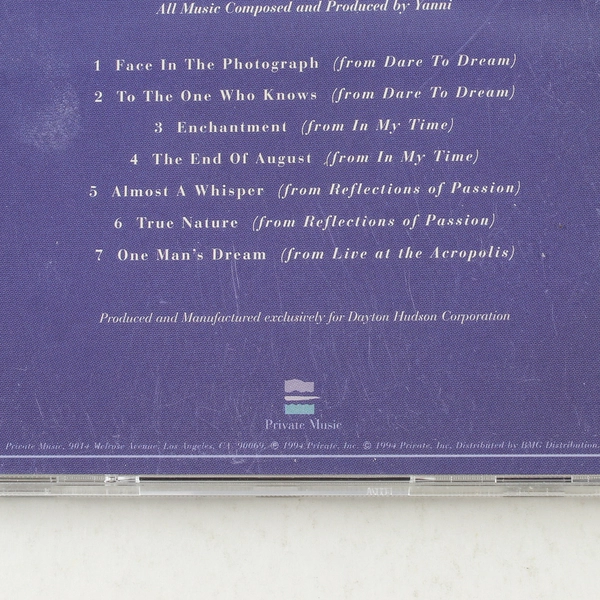 All Music Composed and Produced by Yanni
1 Face In The Photograph (from Dare To Dream)
2 To The One Who Knows (from Dare To Dream)
3 Enchantment (from In My Time)
4 The End Of August (from In My Time)
5 Almost A Whisper (from Reflections of Passion)
6 True Nature (from Reflections of Passion)
7 One Man's Dream (from Live at the Acropolis)
Produced and Manufactured exclusively for Dayton Hudson Corporation
Private Music
Private Music, 9014 Melrose Avenue, Los Angeles, CA 90069. ℗ 1994 Private, Inc. © 1994 Private, Inc. Distributed by BMG Distribution.